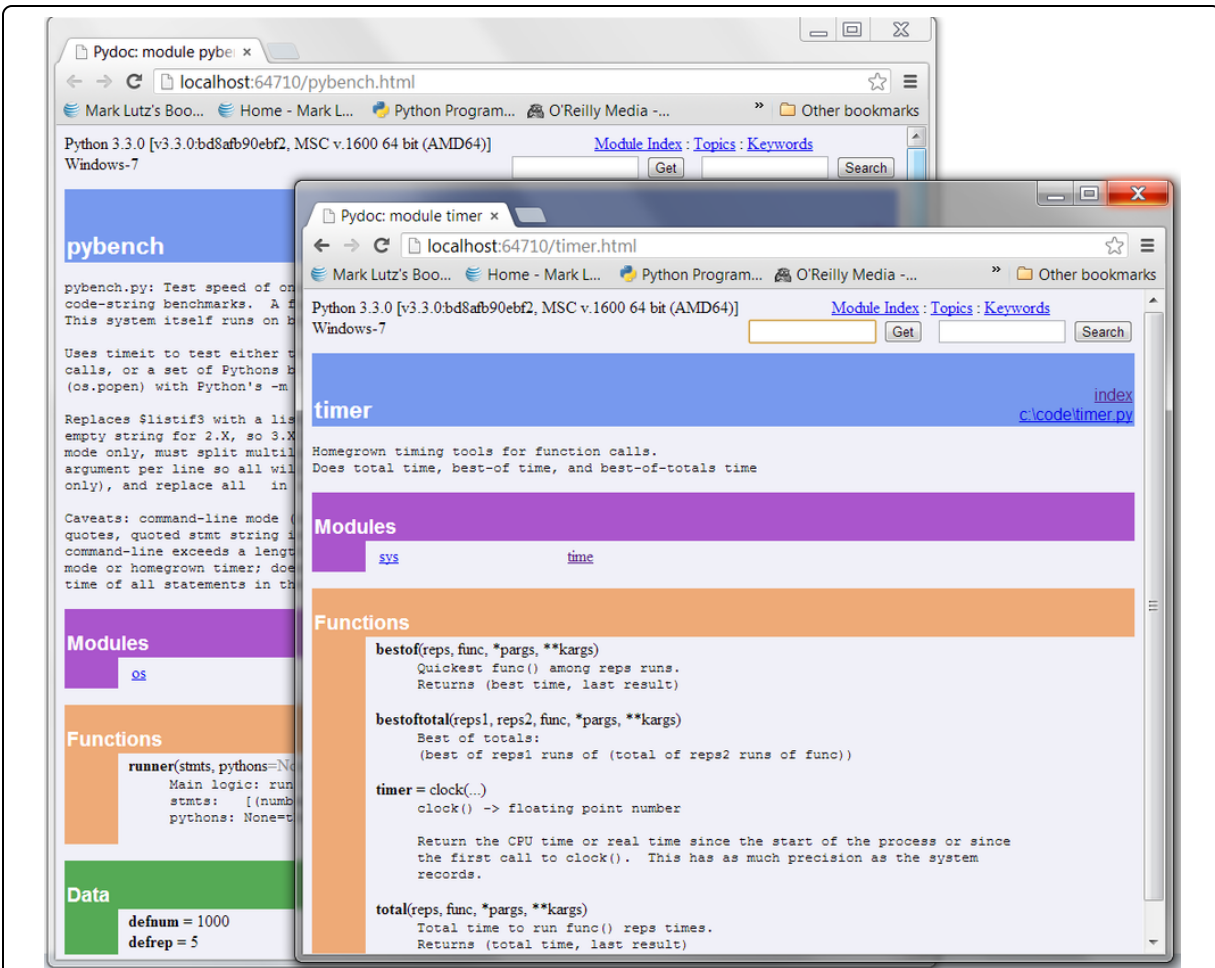 Pydoc: module pyber
localhost:64710/pybench.html
Mark Lutz's Boo... Home - Mark L... Python Program... O'Reilly Media -... » Other bookmarks
Python 3.3.0 [v3.3.0:bd8afb90ebf2, MSC v.1600 64 bit (AMD64)]
Windows-7
Module Index : Topics : Keywords
Get Search
pybench
pybench.py: Test speed of on
code-string benchmarks. A f
This system itself runs on b
Uses timeit to test either t
calls, or a set of Pythons b
(os.popen) with Python's -m
Replaces $listif3 with a lis
empty string for 2.X, so 3.X
mode only, must split multil
argument per line so all wil
only), and replace all in
Caveats: command-line mode (
quotes, quoted stmt string i
command-line exceeds a lengt
mode or homegrown timer; doe
time of all statements in th
Modules
os
Functions
runner(stmts, pythons=No
Main logic: run
stmts: [(numb
pythons: None=t
Data
defnum = 1000
defrep = 5
Pydoc: module timer
localhost:64710/timer.html
Mark Lutz's Boo... Home - Mark L... Python Program... O'Reilly Media -... » Other bookmarks
Python 3.3.0 [v3.3.0:bd8afb90ebf2, MSC v.1600 64 bit (AMD64)]
Windows-7
Module Index : Topics : Keywords
Get Search
timer
index
c:\code\timer.py
Homegrown timing tools for function calls.
Does total time, best-of time, and best-of-totals time
Modules
sys time
Functions
bestof(reps, func, *pargs, **kargs)
Quickest func() among reps runs.
Returns (best time, last result)
bestoftotal(reps1, reps2, func, *pargs, **kargs)
Best of totals:
(best of reps1 runs of (total of reps2 runs of func))
timer = clock(...)
clock() -> floating point number
Return the CPU time or real time since the start of the process or since
the first call to clock(). This has as much precision as the system
records.
total(reps, func, *pargs, **kargs)
Total time to run func() reps times.
Returns (total time, last result)